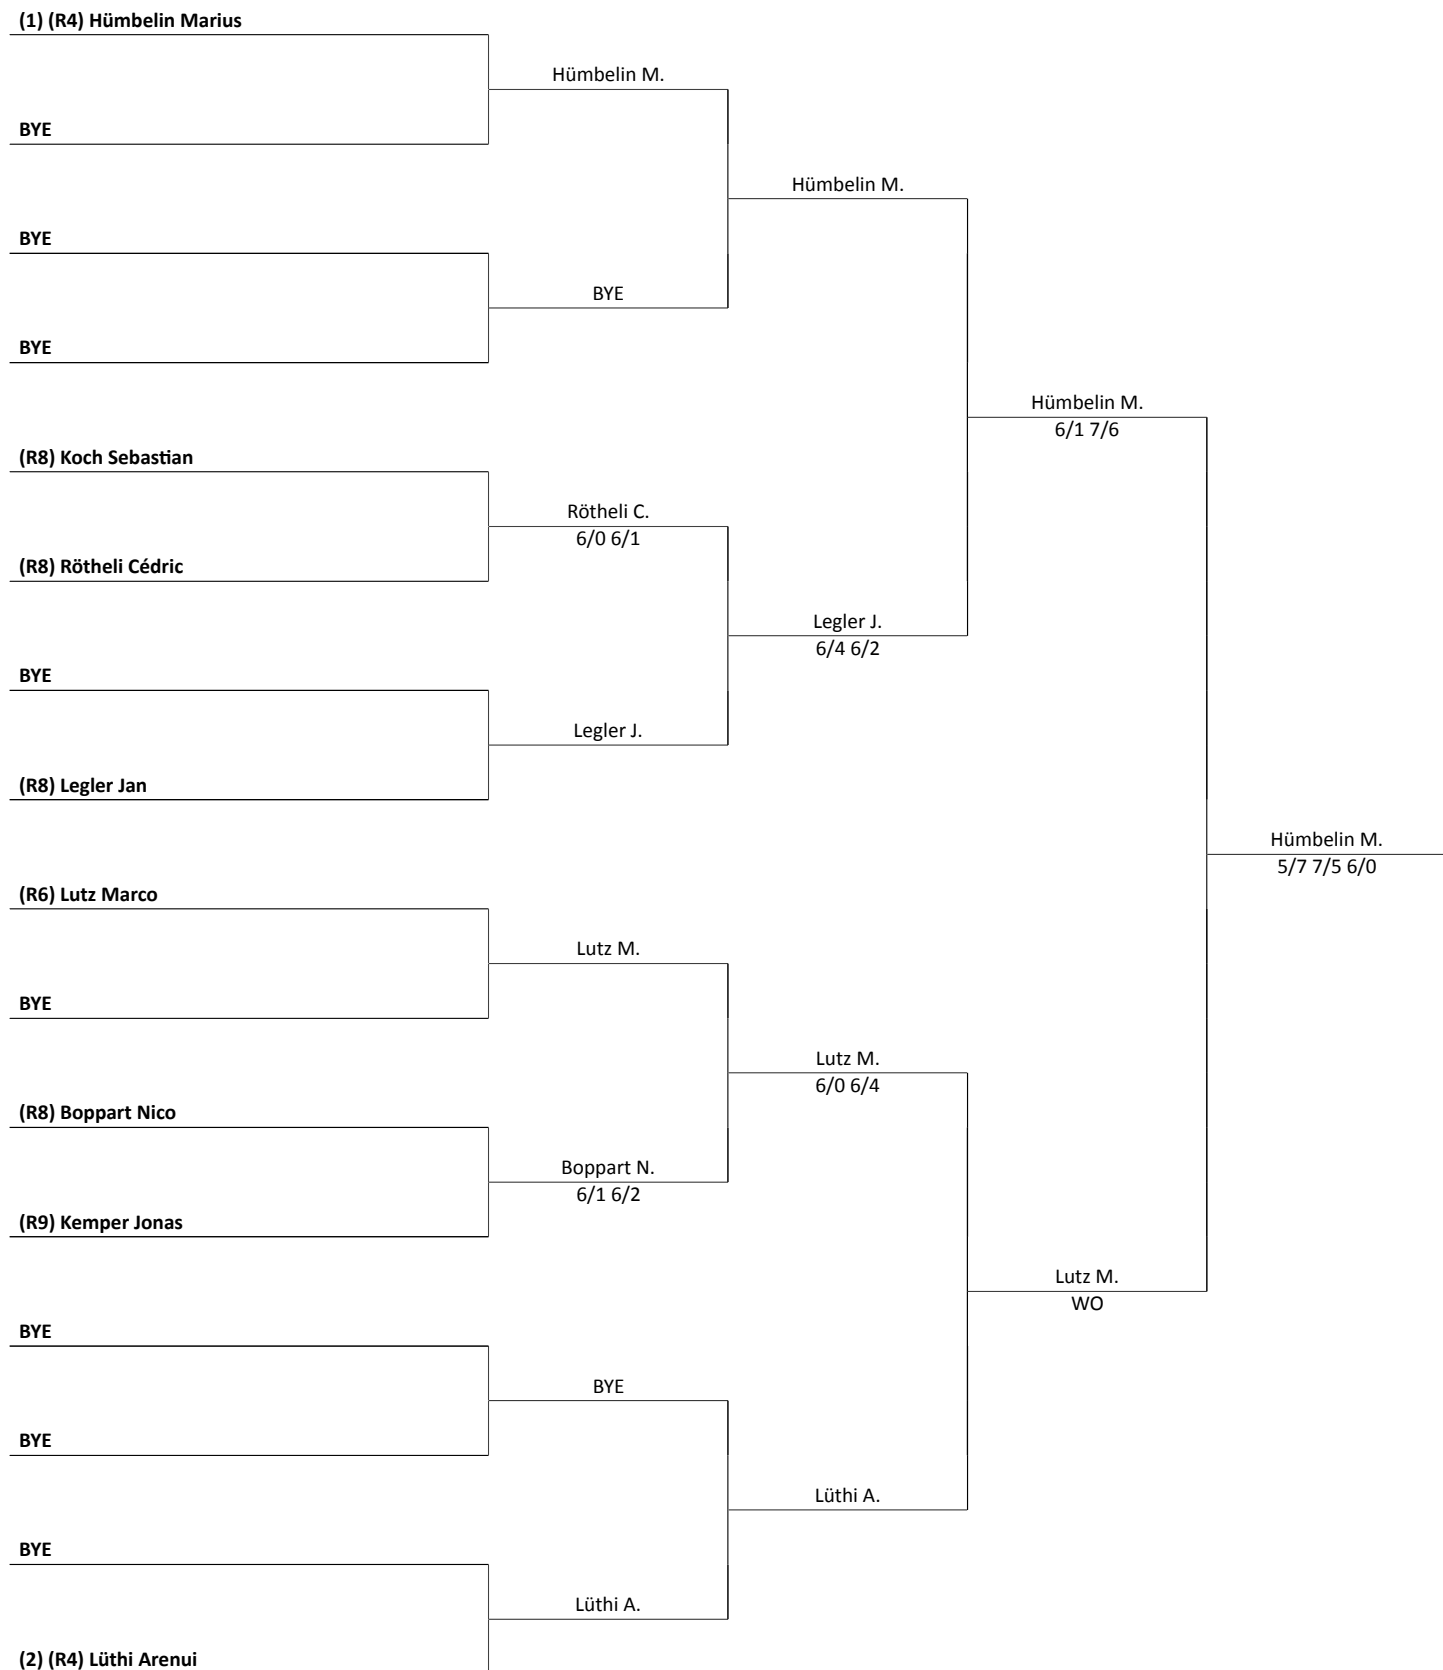 (1) (R4) Hümbelin Marius
Hümbelin M.
BYE
Hümbelin M.
BYE
BYE
BYE
Hümbelin M.
6/1 7/6
(R8) Koch Sebastian
Rötheli C.
6/0 6/1
(R8) Rötheli Cédric
Legler J.
6/4 6/2
BYE
Legler J.
(R8) Legler Jan
Hümbelin M.
5/7 7/5 6/0
(R6) Lutz Marco
Lutz M.
BYE
Lutz M.
6/0 6/4
(R8) Boppart Nico
Boppart N.
6/1 6/2
(R9) Kemper Jonas
Lutz M.
WO
BYE
BYE
BYE
Lüthi A.
BYE
Lüthi A.
(2) (R4) Lüthi Arenui